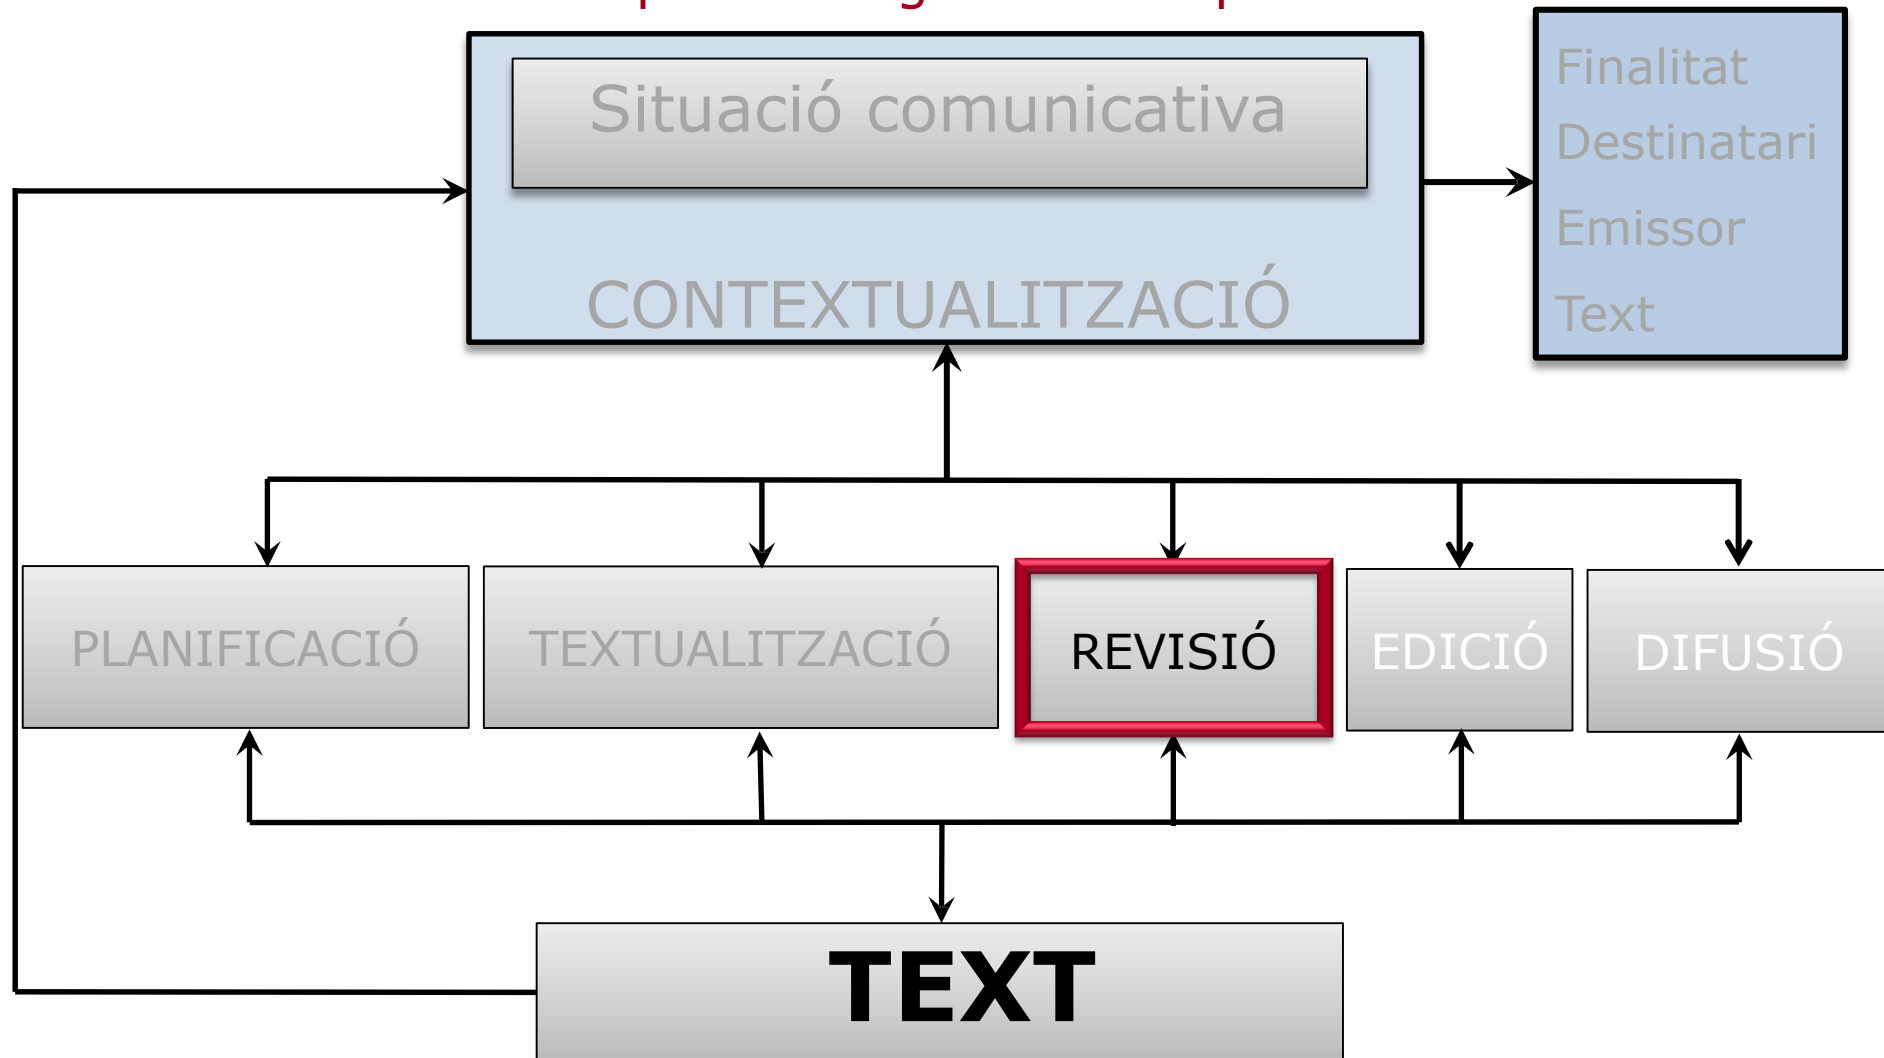 Situació comunicativa
CONTEXTUALITZACIÓ
Finalitat
Destinatari
Emissor
Text
PLANIFICACIÓ
TEXTUALITZACIÓ
REVISIÓ
EDICIÓ
DIFUSIÓ
TEXT